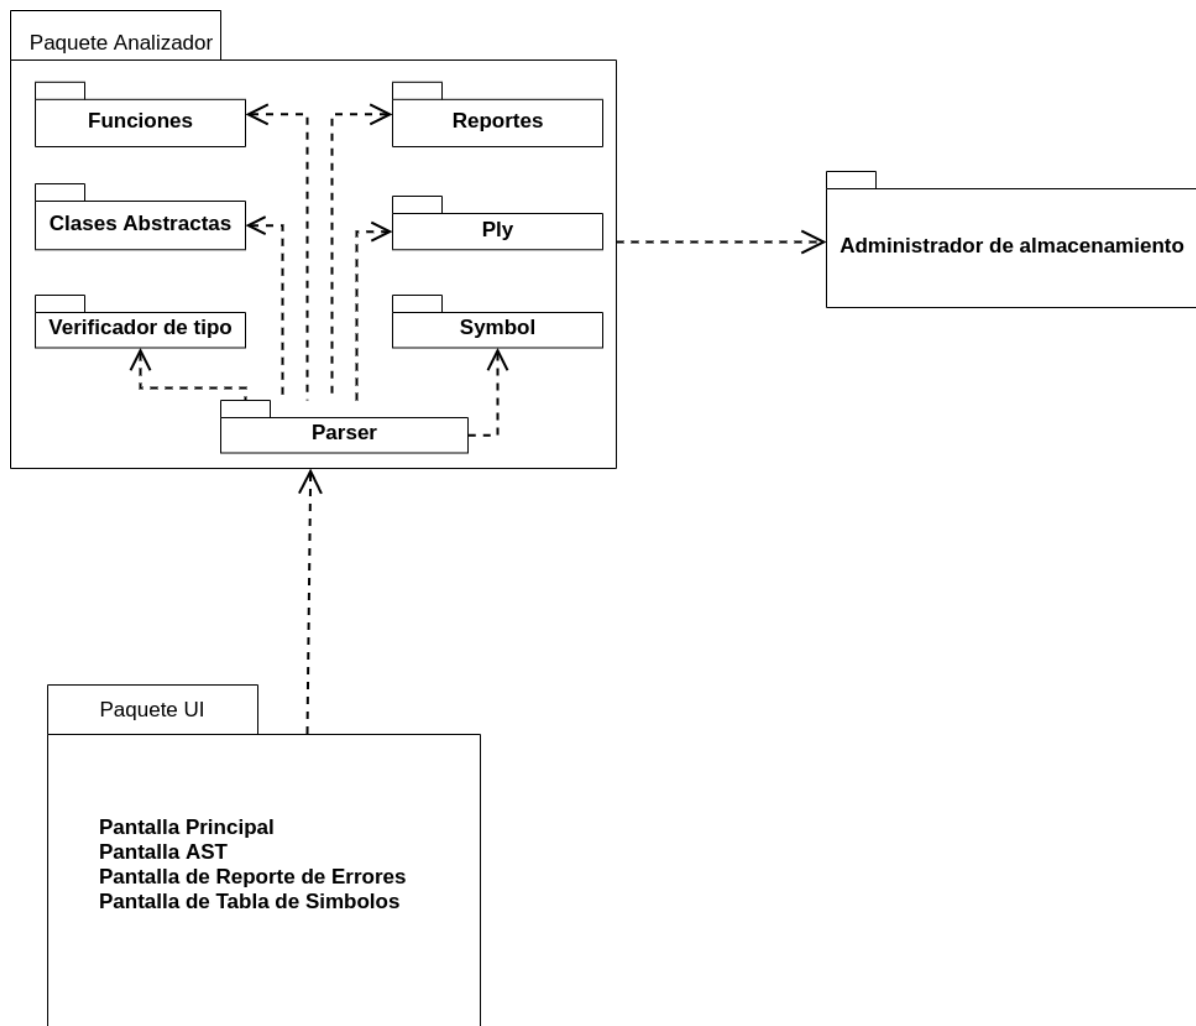 Paquete Analizador
Funciones
Reportes
Clases Abstractas
Ply
Administrador de almacenamiento
Verificador de tipo
Symbol
Parser
Paquete UI
Pantalla Principal
Pantalla AST
Pantalla de Reporte de Errores
Pantalla de Tabla de Simbolos